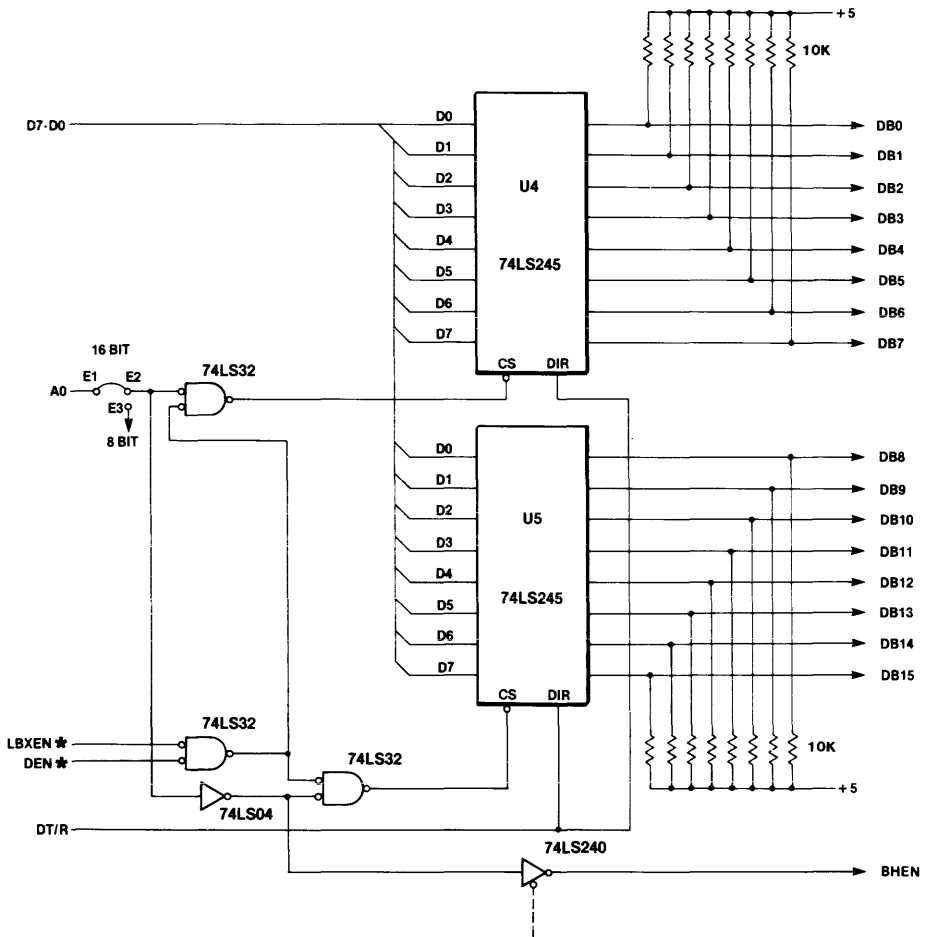 +5
10K
D7-D0
D0
D1
D2
D3
D4
D5
D6
D7
U4
74LS245
CS
DIR
DB0
DB1
DB2
DB3
DB4
DB5
DB6
DB7
16 BIT
A0
E1
E2
E3
8 BIT
74LS32
D0
D1
D2
D3
D4
D5
D6
D7
U5
74LS245
CS
DIR
DB8
DB9
DB10
DB11
DB12
DB13
DB14
DB15
10K
+5
74LS32
LBXEN*
DEN*
74LS32
74LS04
DT/R
74LS240
BHEN